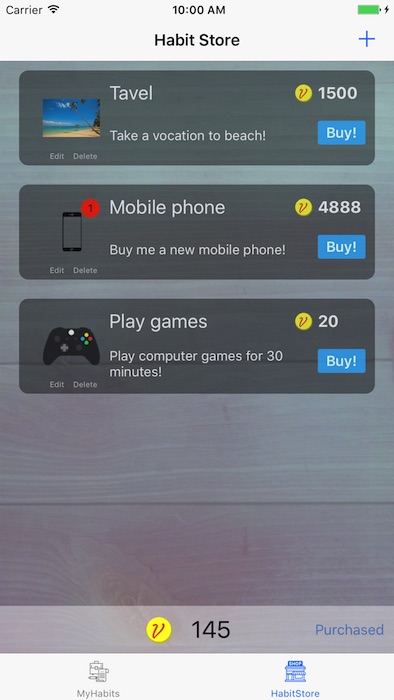 Carrier 10:00 AM
Habit Store +
Tavel 1500
Take a vocation to beach! Buy!
Edit Delete
1 Mobile phone 4888
Buy me a new mobile phone! Buy!
Edit Delete
Play games 20
Play computer games for 30 Buy!
minutes!
Edit Delete
145 Purchased
SHOP
MyHabits HabitStore